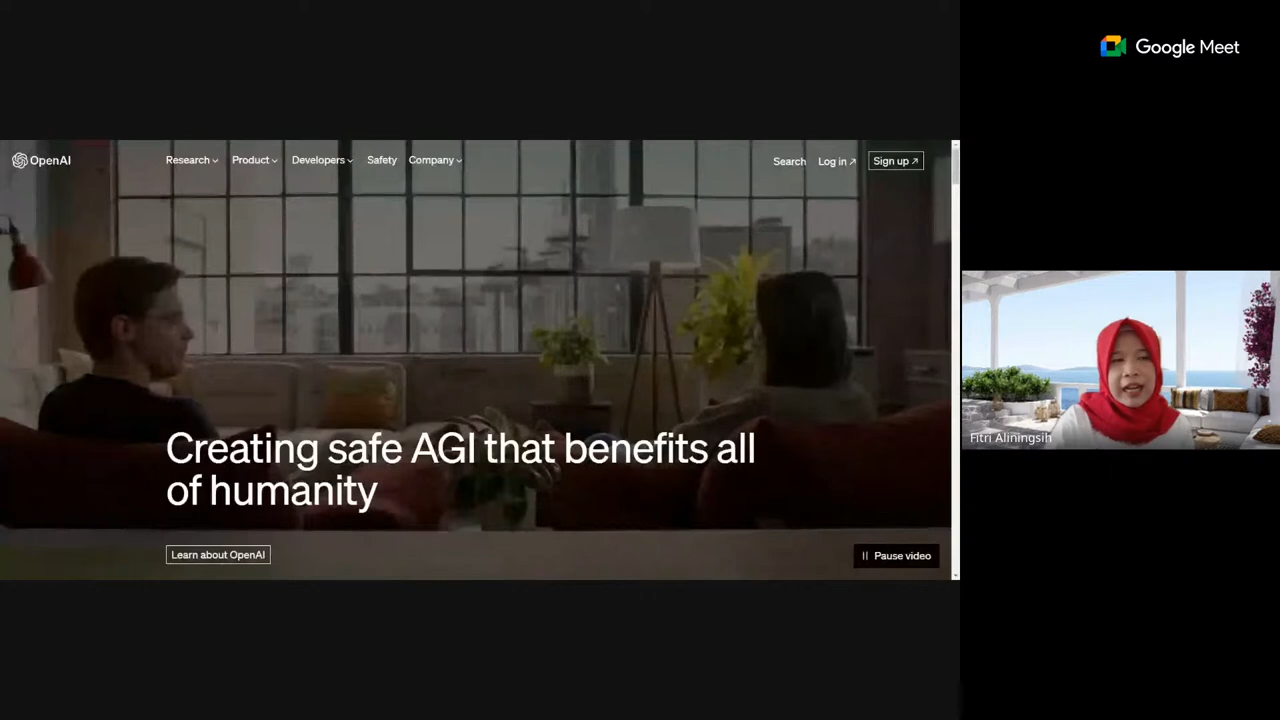 Google Meet
OpenAI
Research Product Developers Safety Company
Search Log in ↗ Sign up ↗
Creating safe AGI that benefits all
of humanity
Learn about OpenAI
Pause video
Fitri Aliningsih